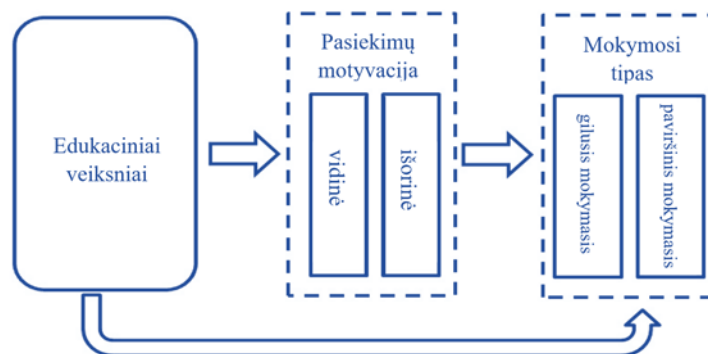 Edukaciniai
veiksniai
Pasiekimų
motyvacija
vidinė
išorinė
Mokymosi
tipas
gilusis mokymasis
paviršinis mokymasis